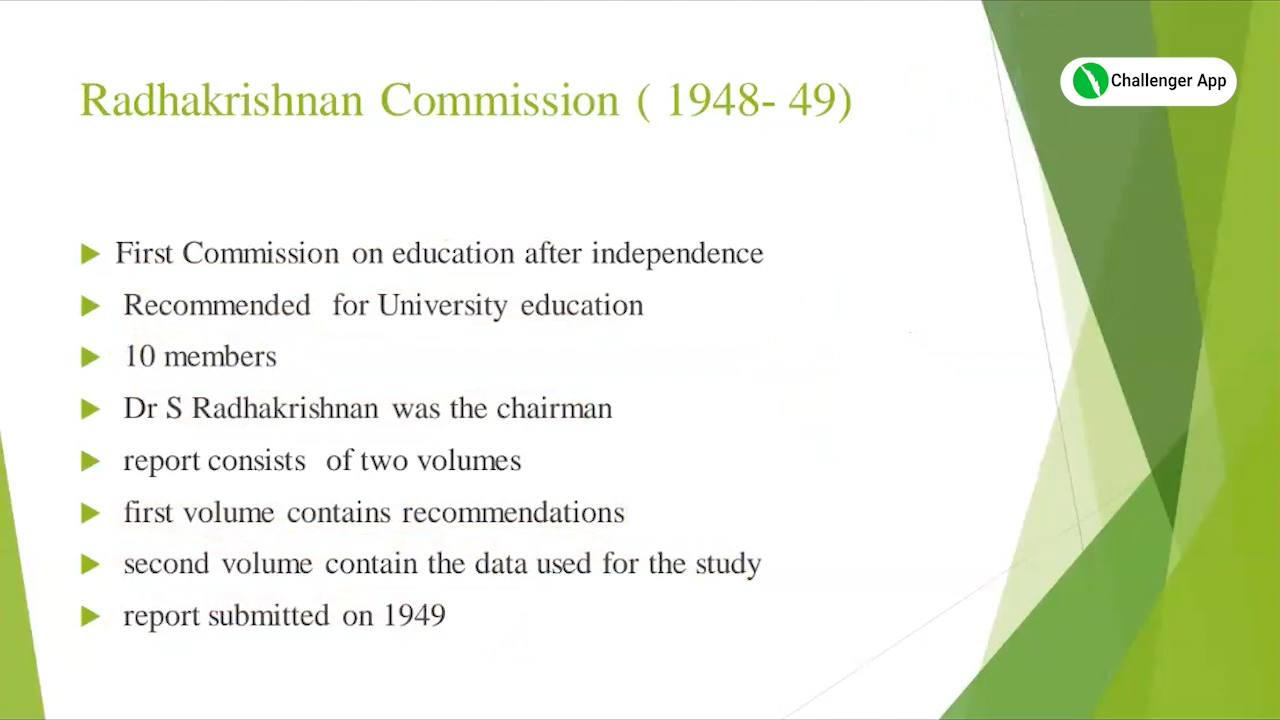 Radhakrishnan Commission ( 1948- 49)
Challenger App
First Commission on education after independence
Recommended for University education
10 members
Dr S Radhakrishnan was the chairman
report consists of two volumes
first volume contains recommendations
second volume contain the data used for the study
report submitted on 1949